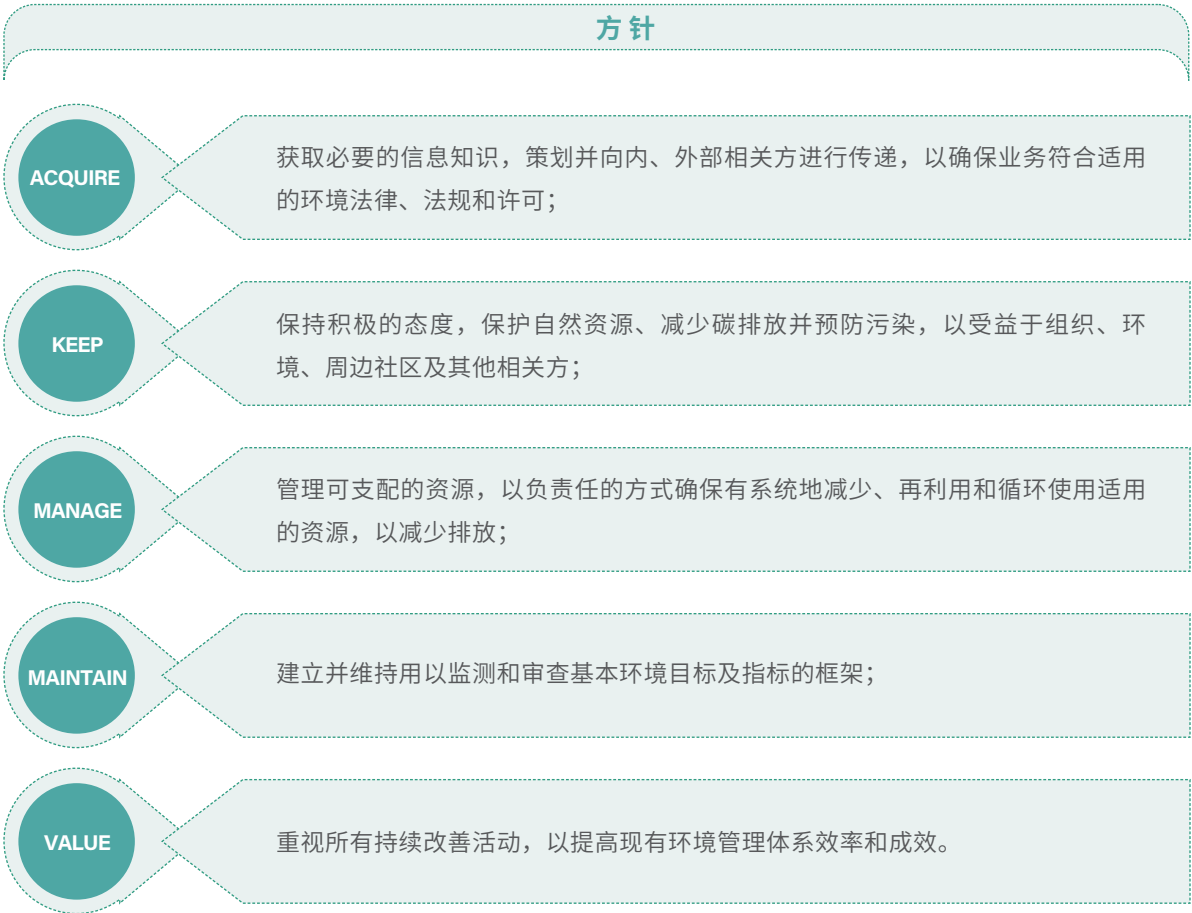 方针
ACQUIRE
获取必要的信息知识，策划并向内、外部相关方进行传递，以确保业务符合适用
的环境法律、法规和许可；
KEEP
保持积极的态度，保护自然资源、减少碳排放并预防污染，以受益于组织、环
境、周边社区及其他相关方；
MANAGE
管理可支配的资源，以负责任的方式确保有系统地减少、再利用和循环使用适用
的资源，以减少排放；
MAINTAIN
建立并维持用以监测和审查基本环境目标及指标的框架；
VALUE
重视所有持续改善活动，以提高现有环境管理体系效率和成效。